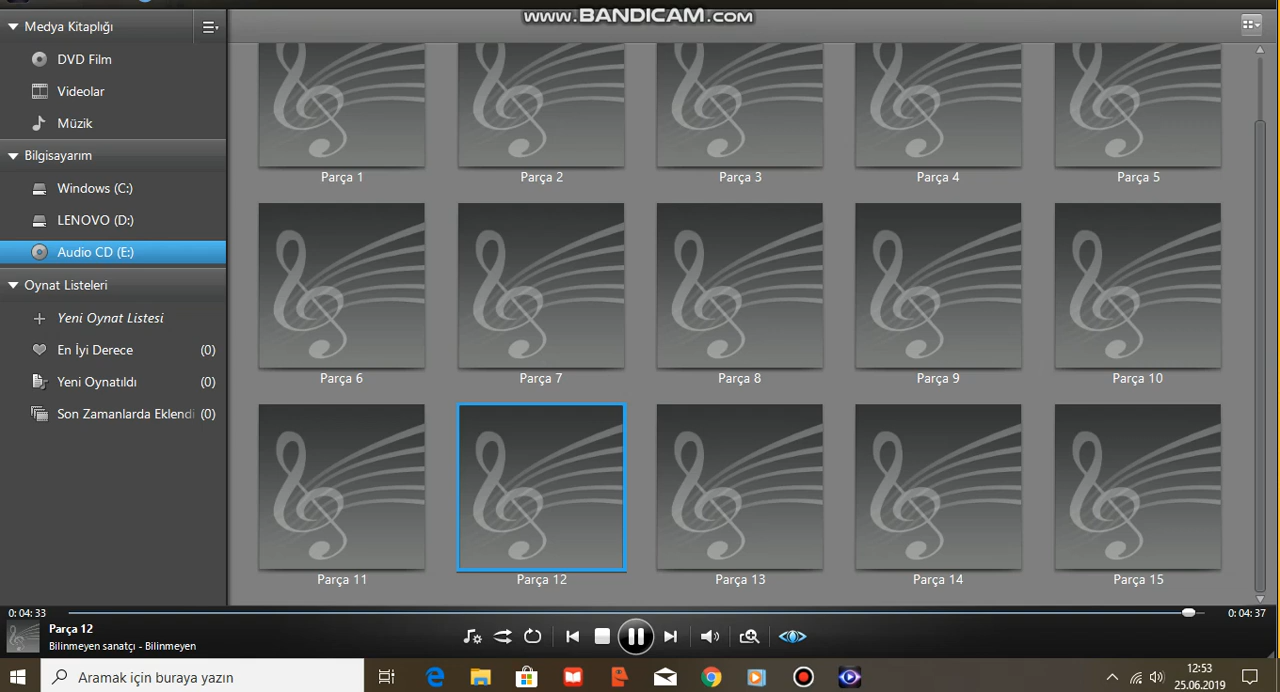 www.BANDICAM.com
Medya Kitaplığı
DVD Film
Videolar
Müzik
Bilgisayarım
Windows (C:)
LENOVO (D:)
Audio CD (E:)
Oynat Listeleri
Yeni Oynat Listesi
En İyi Derece (0)
Yeni Oynatıldı (0)
Son Zamanlarda Eklendi (0)
Parça 1 Parça 2 Parça 3 Parça 4 Parça 5
Parça 6 Parça 7 Parça 8 Parça 9 Parça 10
Parça 11 Parça 12 Parça 13 Parça 14 Parça 15
0:04:33 0:04:37
Parça 12
Bilinmeyen sanatçı - Bilinmeyen
Aramak için buraya yazın
12:53
25.06.2019